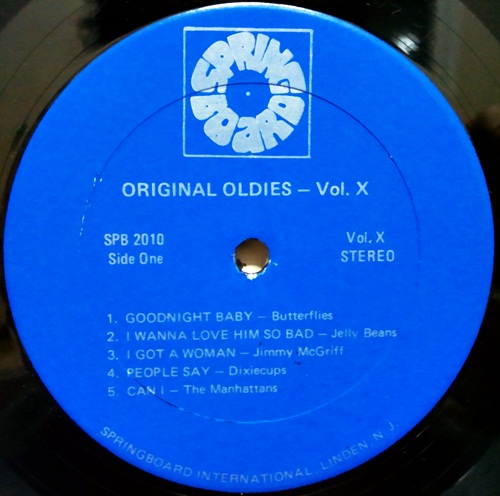 SPRINGBOARD
ORIGINAL OLDIES – Vol. X
SPB 2010
Side One
Vol. X
STEREO
1. GOODNIGHT BABY – Butterflies
2. I WANNA LOVE HIM SO BAD – Jelly Beans
3. I GOT A WOMAN – Jimmy McGriff
4. PEOPLE SAY – Dixiecups
5. CAN I – The Manhattans
SPRINGBOARD INTERNATIONAL, LINDEN, N. J.